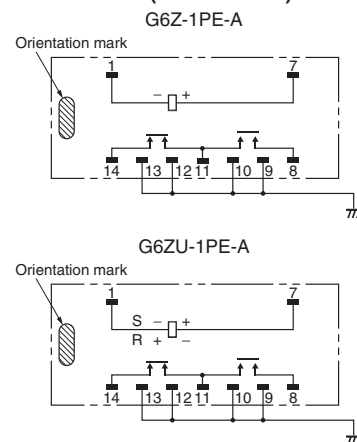 G6Z-1PE-A
Orientation mark
1 7
− +
14 13 12 11 10 9 8
G6ZU-1PE-A
Orientation mark
1 7
S − +
R + −
14 13 12 11 10 9 8